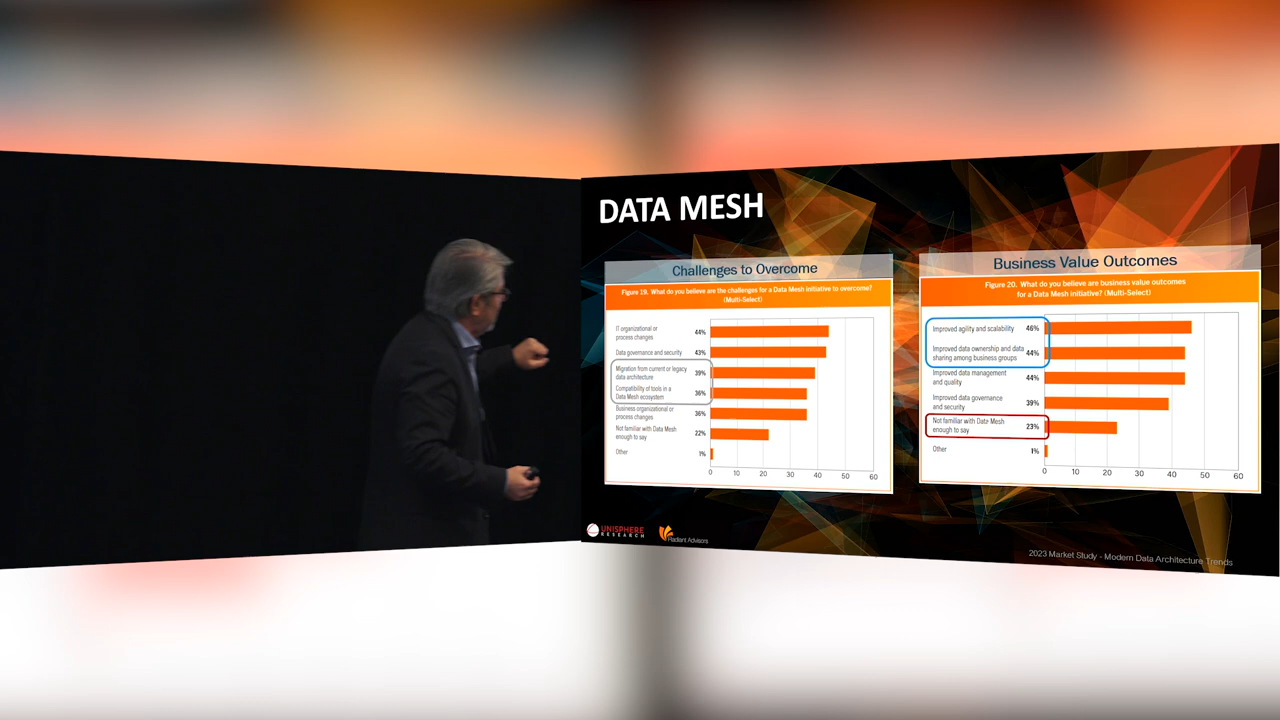 DATA MESH
Challenges to Overcome
Figure 19. What do you believe are the challenges for a Data Mesh initiative to overcome?
(Multi-Select)
IT organizational or
process changes
44%
Data governance and security
43%
Migration from current or legacy
data architecture
39%
Compatibility of tools in a
Data Mesh ecosystem
36%
Business organizational or
process changes
36%
Not familiar with Data Mesh
enough to say
22%
Other
1%
0 10 20 30 40 50 60
Business Value Outcomes
Figure 20. What do you believe are business value outcomes
for a Data Mesh initiative? (Multi-Select)
Improved agility and scalability
46%
Improved data ownership and data
sharing among business groups
44%
Improved data management
and quality
44%
Improved data governance
and security
39%
Not familiar with Data Mesh
enough to say
23%
Other
1%
0 10 20 30 40 50 60
UNISPHERE
RESEARCH
Radiant Advisors
2023 Market Study - Modern Data Architecture Trends